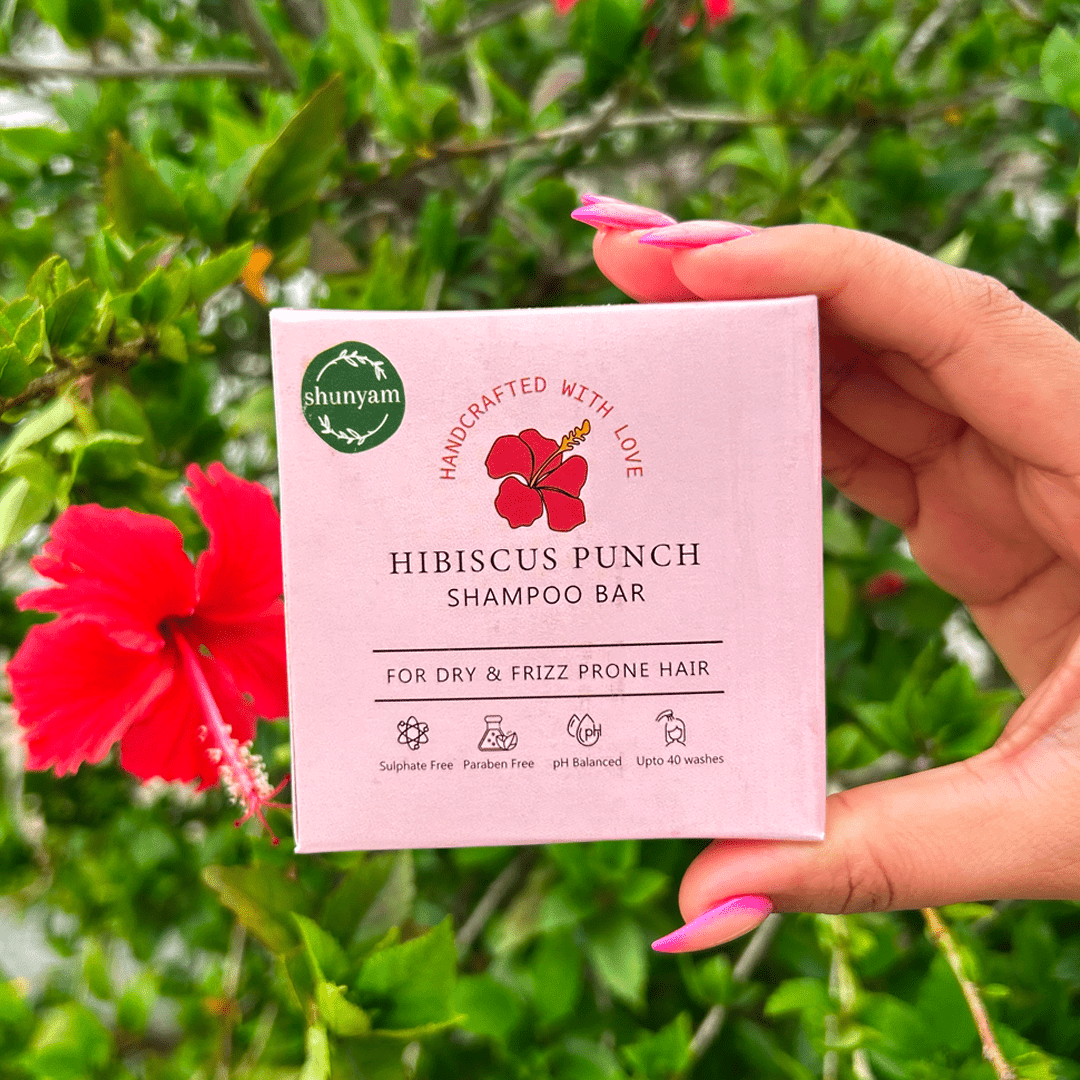 shunyam
HANDCRAFTED WITH LOVE
HIBISCUS PUNCH
SHAMPOO BAR
FOR DRY & FRIZZ PRONE HAIR
pH
Sulphate Free Paraben Free pH Balanced Upto 40 washes